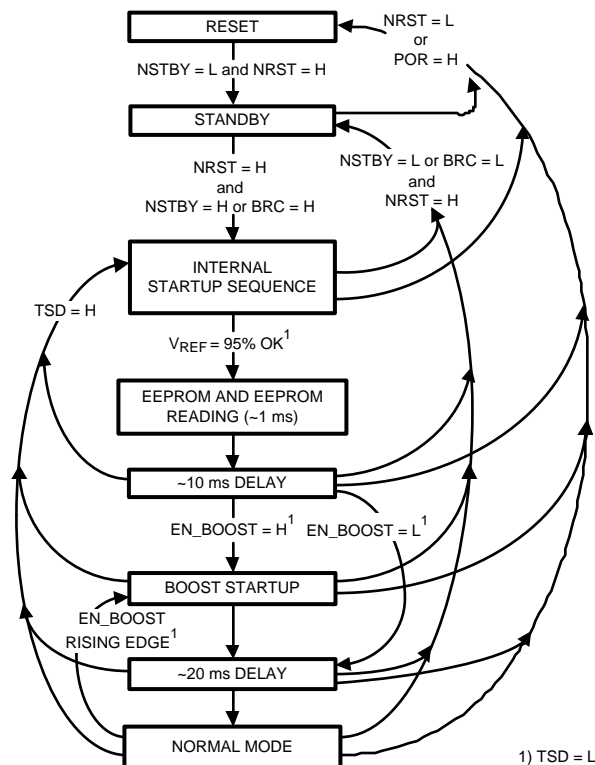 RESET
NRST = L
or
POR = H
NSTBY = L and NRST = H
STANDBY
NRST = H
and
NSTBY = H or BRC = H
NSTBY = L or BRC = L
and
NRST = H
INTERNAL
STARTUP SEQUENCE
TSD = H
VREF = 95% OK1
EEPROM AND EEPROM
READING (~1 ms)
~10 ms DELAY
EN_BOOST = H1
EN_BOOST = L1
BOOST STARTUP
EN_BOOST
RISING EDGE1
~20 ms DELAY
NORMAL MODE
1) TSD = L